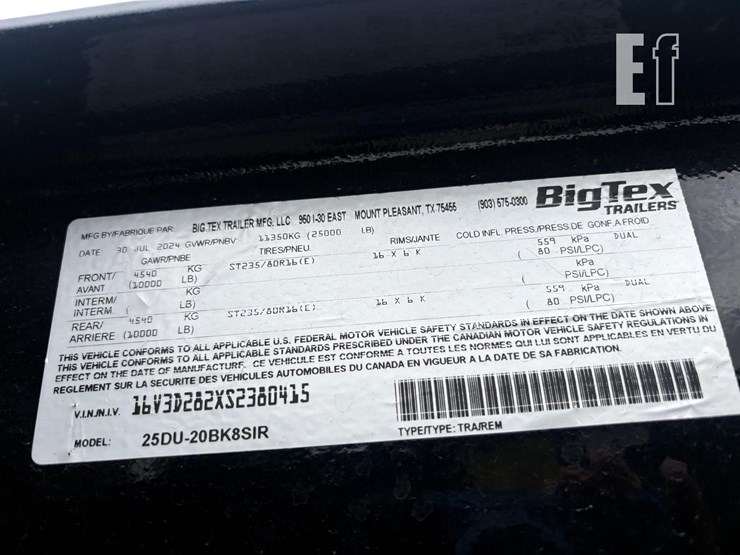 Ef
BigTex
TRAILERS
MFG BY/FABRIQUE PAR: BIG TEX TRAILER MFG. LLC 950 I-30 EAST MOUNT PLEASANT, TX 75455 (903) 575-0300
DATE: 30 JUL 2024 GVWR/PNBV: 11350KG (25000 LB)
GAWR/PNBE TIRES/PNEU. RIMS/JANTE COLD INFL. PRESS/PRESS.DE GONF.A FROID
FRONT/ 4540 KG ST235/80R16(E) 16 X 6 K 559 kPa DUAL
AVANT (10000 LB) ( 80 PSI/LPC)
INTERM/ KG kPa
INTERM. ( LB) ( PSI/LPC)
REAR/ 4540 KG ST235/80R16(E) 16 X 6 K 559 kPa DUAL
ARRIERE (10000 LB) ( 80 PSI/LPC)
THIS VEHICLE CONFORMS TO ALL APPLICABLE U.S. FEDERAL MOTOR VEHICLE SAFETY STANDARDS IN EFFECT ON THE DATE SHOWN ABOVE.
THIS VEHICLE CONFORMS TO ALL APPLICABLE STANDARDS PRESCRIBED UNDER THE CANADIAN MOTOR VEHICLE SAFETY REGULATIONS IN
EFFECT ON THE DATE OF MANUFACTURE. CE VEHICULE EST CONFORME A TOUTES LES NORMES QUI LUI SONT APPLICABLES EN VERTU DU
REGLEMENT SUR LA SECURITE DES VEHICULES AUTOMOBILES DU CANADA EN VIGUEUR A LA DATE DE SA FABRICATION.
V.I.N./N.I.V. 16V3D282XS2380415
MODEL: 25DU-20BK8SIR TYPE/TYPE: TRA/REM